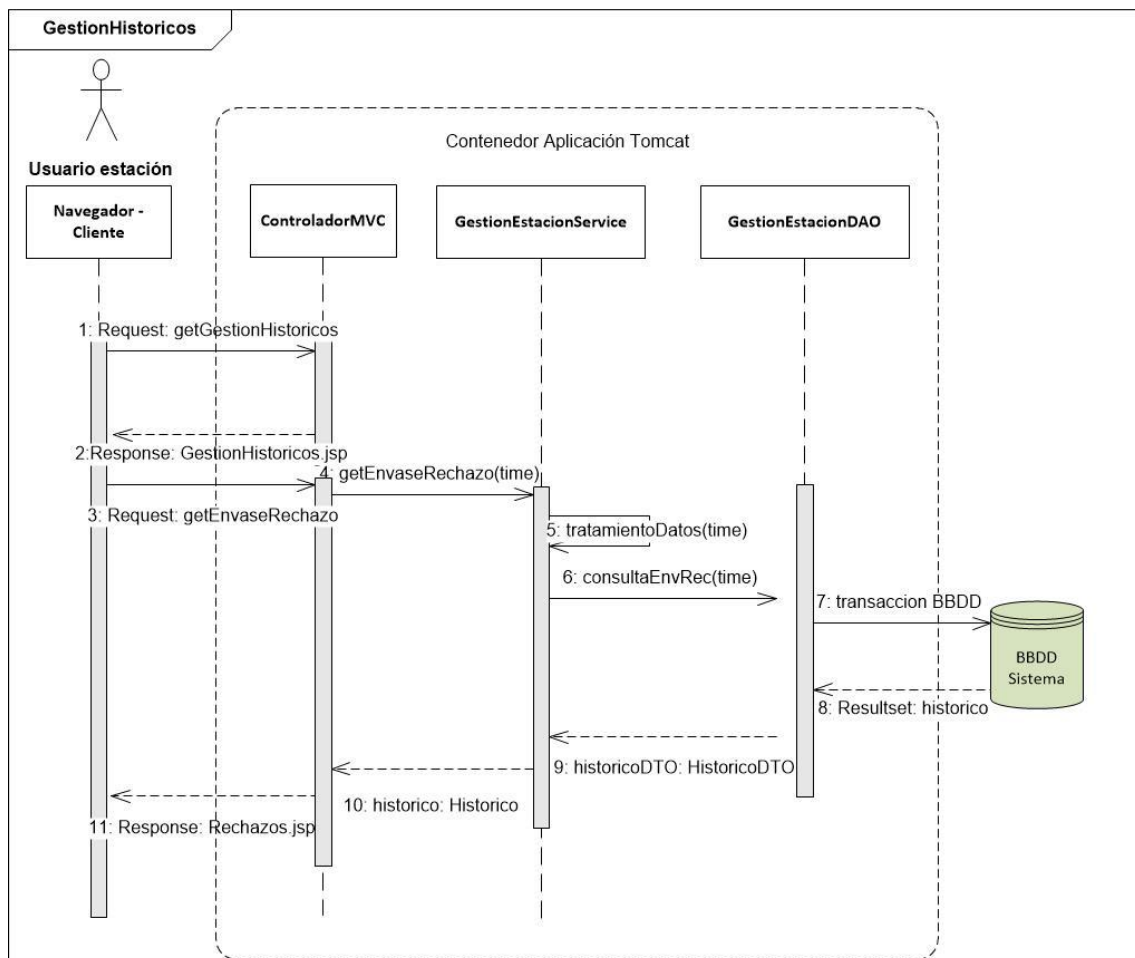 GestionHistoricos
Contenedor Aplicación Tomcat
Usuario estación
Navegador -
Cliente
ControladorMVC
GestionEstacionService
GestionEstacionDAO
1: Request: getGestionHistoricos
2:Response: GestionHistoricos.jsp
4: getEnvaseRechazo(time)
3: Request: getEnvaseRechazo
5: tratamientoDatos(time)
6: consultaEnvRec(time)
7: transaccion BBDD
BBDD
Sistema
8: Resultset: historico
9: historicoDTO: HistoricoDTO
10: historico: Historico
11: Response: Rechazos.jsp